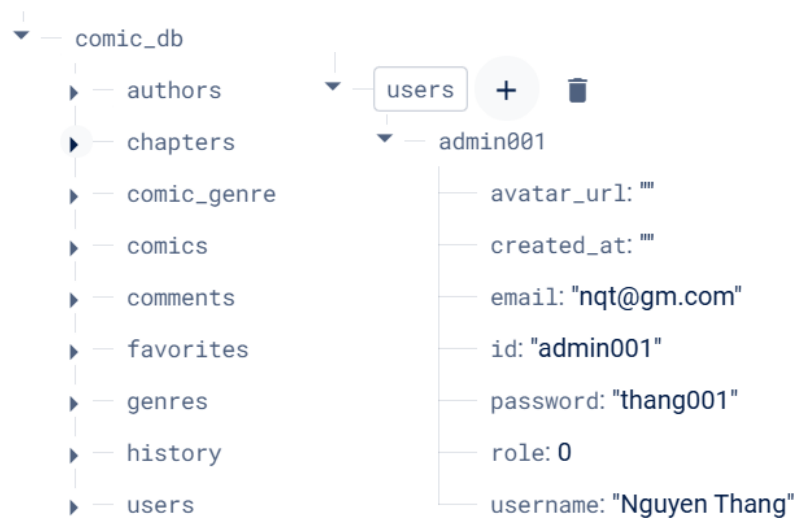 comic_db
authors
chapters
comic_genre
comics
comments
favorites
genres
history
users
users +
admin001
avatar_url: ""
created_at: ""
email: "nqt@gm.com"
id: "admin001"
password: "thang001"
role: 0
username: "Nguyen Thang"